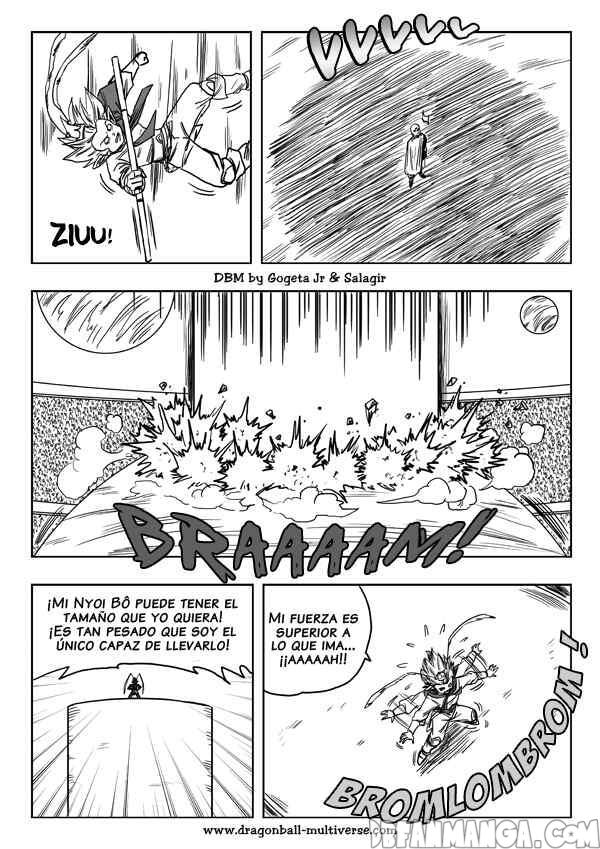 VVVVVV
ZIUU!
DBM by Gogeta Jr & Salagir
BRAAAAAM!
¡Mi Nyoi Bô puede tener el
tamaño que yo quiera!
¡Es tan pesado que soy el
único capaz de llevarlo!
Mi fuerza es
superior a
lo que ima...
¡¡AAAAAH!!
BROMLOMBROM!
www.dragonball-multiverse.com
DBFANMANGA.COM